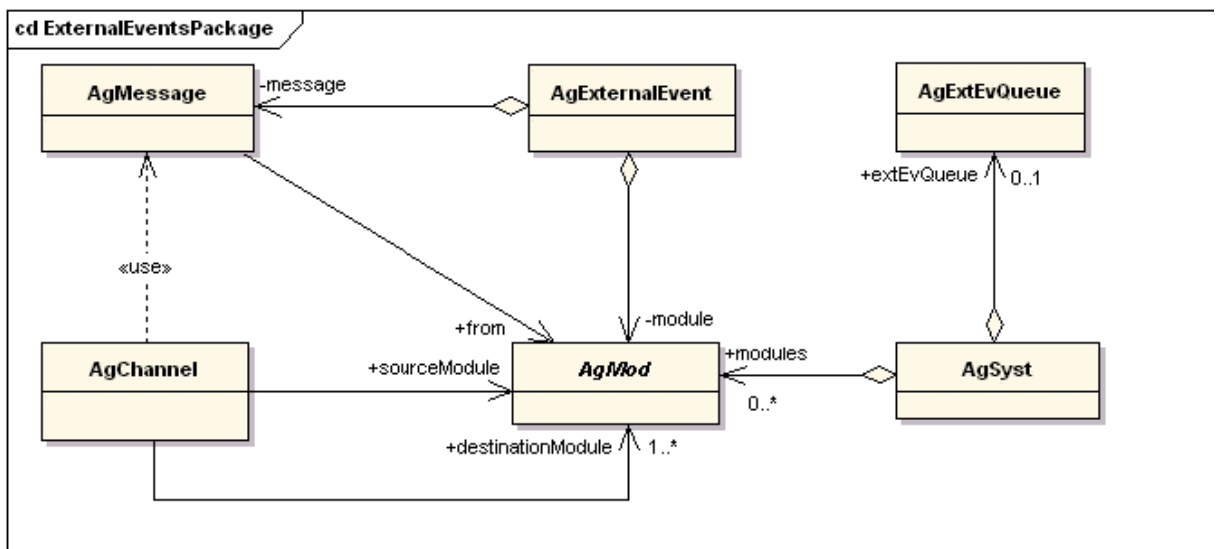 cd ExternalEventsPackage
AgMessage
-message
AgExternalEvent
AgExtEvQueue
+extEvQueue
0..1
«use»
+from
-module
AgChannel
+sourceModule
AgMod
+modules
0..*
AgSyst
+destinationModule
1..*